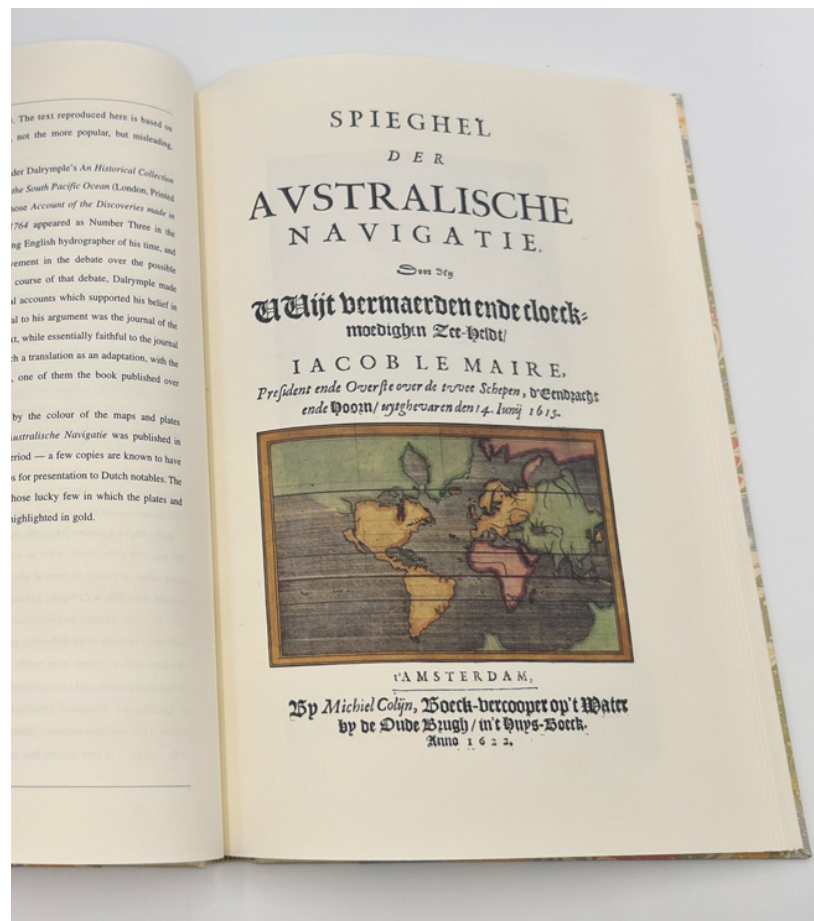 . The text reproduced here is based on
not the more popular, but misleading,
der Dalrymple's An Historical Collection
the South Pacific Ocean (London, Printed
ose Account of the Discoveries made in
1764 appeared as Number Three in the
ng English hydrographer of his time, and
ement in the debate over the possible
course of that debate, Dalrymple made
l accounts which supported his belief in
al to his argument was the journal of the
t, while essentially faithful to the journal
h a translation as an adaptation, with the
one of them the book published over
by the colour of the maps and plates
ustralische Navigatie was published in
riod — a few copies are known to have
s for presentation to Dutch notables. The
hose lucky few in which the plates and
ighlighted in gold.
SPIEGHEL
DER
AVSTRALISCHE
NAVIGATIE.
Door den
UUijt vermaerden ende cloeck-
moedighen Zee-Heldt/
IACOB LE MAIRE,
President ende Overste over de tvvee Schepen, d'Eendracht
ende Hoorn/ uytghevaren den 14. Iunij 1615.
t'AMSTERDAM,
By Michiel Colijn, Boeck-vercooper op't Water
by de Oude Brugh/ in't Huys-Boeck.
Anno 1622.